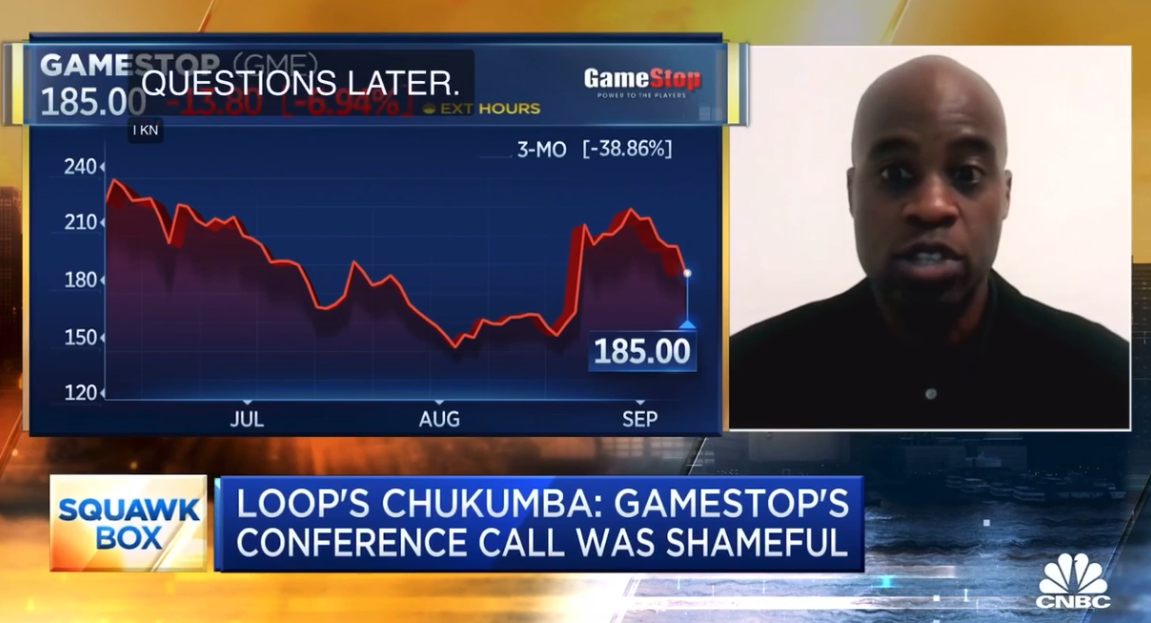 GAMESTOP (GME)
QUESTIONS LATER.
185.00 -13.80 [-6.94%] EXT HOURS
GameStop
POWER TO THE PLAYERS
I KN
3-MO [-38.86%]
240
210
180
150
120
185.00
JUL AUG SEP
SQUAWK
BOX
LOOP'S CHUKUMBA: GAMESTOP'S
CONFERENCE CALL WAS SHAMEFUL
CNBC